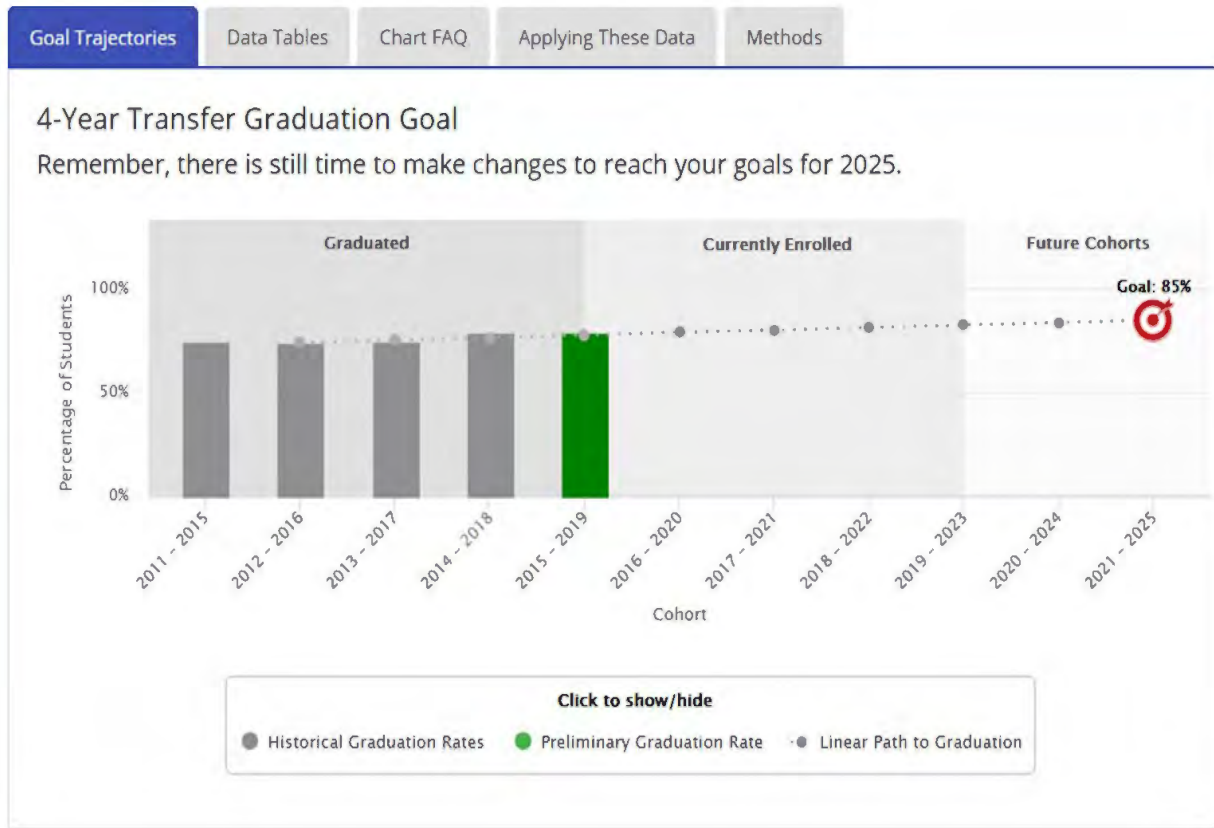 Goal Trajectories Data Tables Chart FAQ Applying These Data Methods
4-Year Transfer Graduation Goal
Remember, there is still time to make changes to reach your goals for 2025.
Graduated Currently Enrolled Future Cohorts
Goal: 85%
100%
50%
0%
Percentage of Students
2011 - 2015
2012 - 2016
2013 - 2017
2014 - 2018
2015 - 2019
2016 - 2020
2017 - 2021
2018 - 2022
2019 - 2023
2020 - 2024
2021 - 2025
Cohort
Click to show/hide
Historical Graduation Rates Preliminary Graduation Rate Linear Path to Graduation